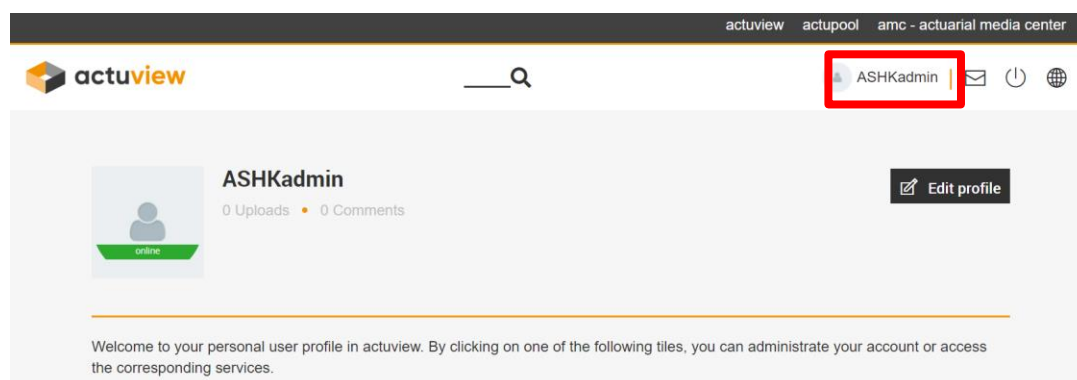 actuview actupool amc - actuarial media center
actuview
ASHKadmin
ASHKadmin
0 Uploads • 0 Comments
Edit profile
online
Welcome to your personal user profile in actuview. By clicking on one of the following tiles, you can administrate your account or access
the corresponding services.